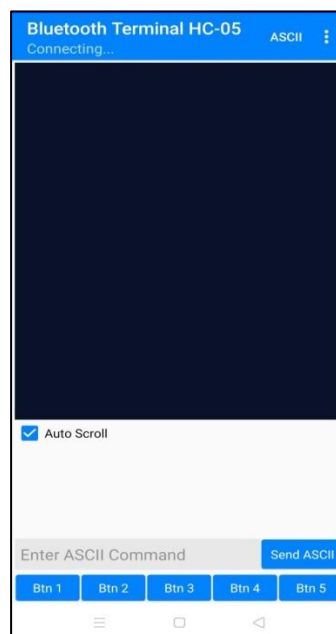 Bluetooth Terminal HC-05
Connecting...
ASCII
Auto Scroll
Enter ASCII Command
Send ASCII
Btn 1
Btn 2
Btn 3
Btn 4
Btn 5